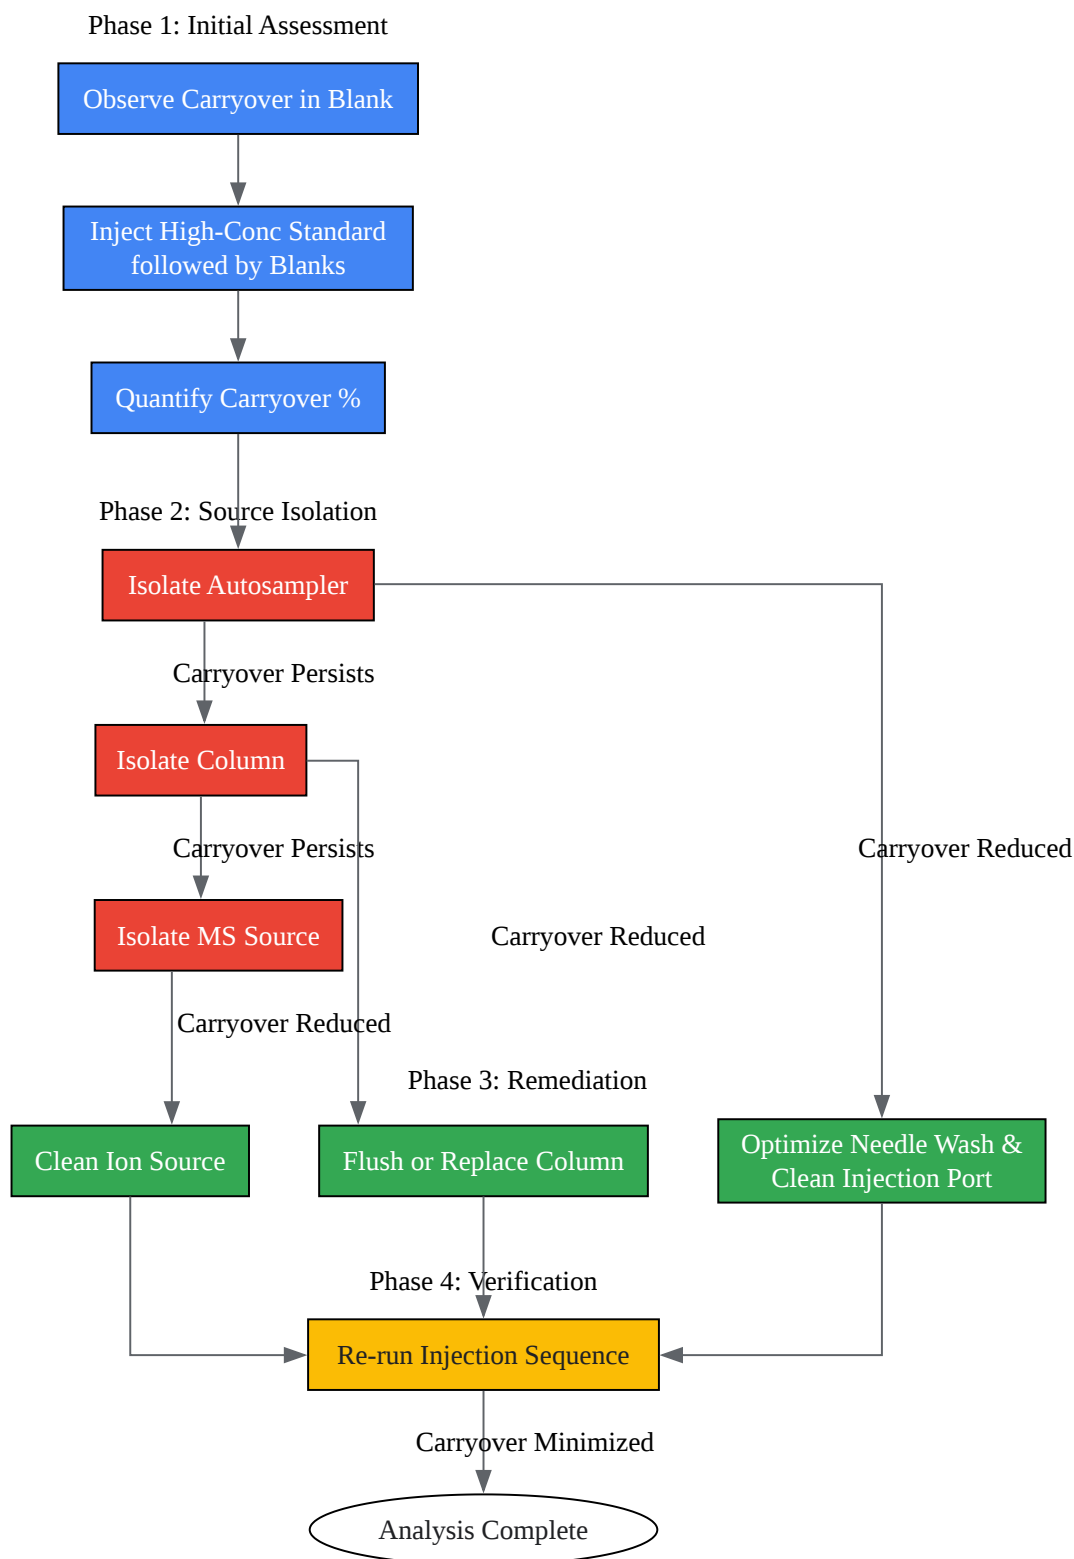 Phase 1: Initial Assessment
Observe Carryover in Blank
Inject High-Conc Standard
followed by Blanks
Quantify Carryover %
Phase 2: Source Isolation
Isolate Autosampler
Carryover Persists
Isolate Column
Carryover Persists
Carryover Reduced
Isolate MS Source
Carryover Reduced
Carryover Reduced
Phase 3: Remediation
Clean Ion Source
Flush or Replace Column
Optimize Needle Wash &
Clean Injection Port
Phase 4: Verification
Re-run Injection Sequence
Carryover Minimized
Analysis Complete